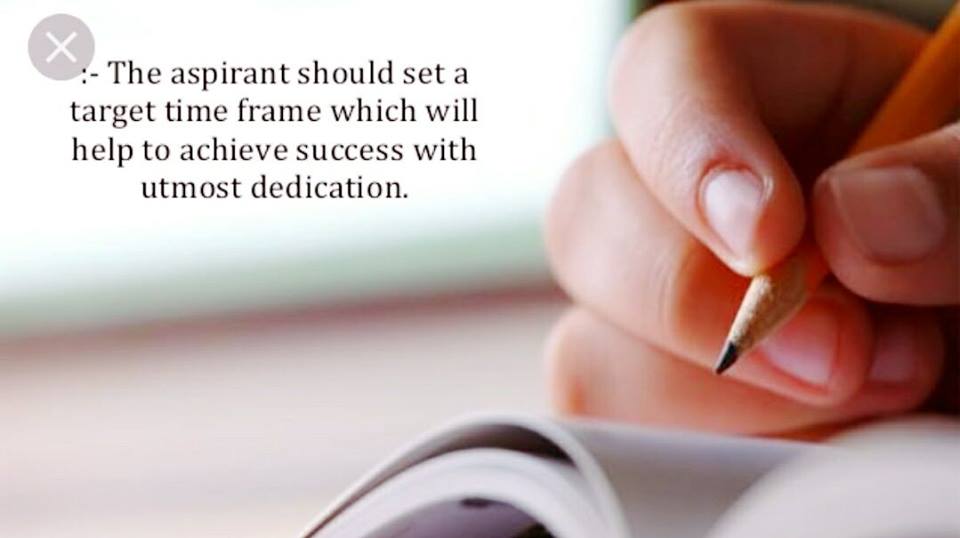 :- The aspirant should set a
target time frame which will
help to achieve success with
utmost dedication.